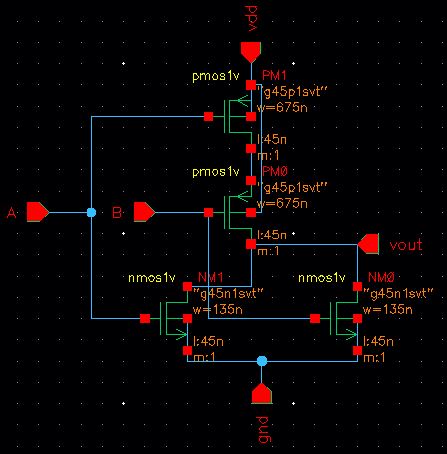 vdd
pmos1v PM1
"g45p1svt"
w=675n
l:45n
m:1
pmos1v PM0
"g45p1svt"
w=675n
l:45n
m:1
A
B
vout
nmos1v NM1
"g45n1svt"
w=135n
l:45n
m:1
nmos1v NM0
"g45n1svt"
w=135n
l:45n
m:1
gnd